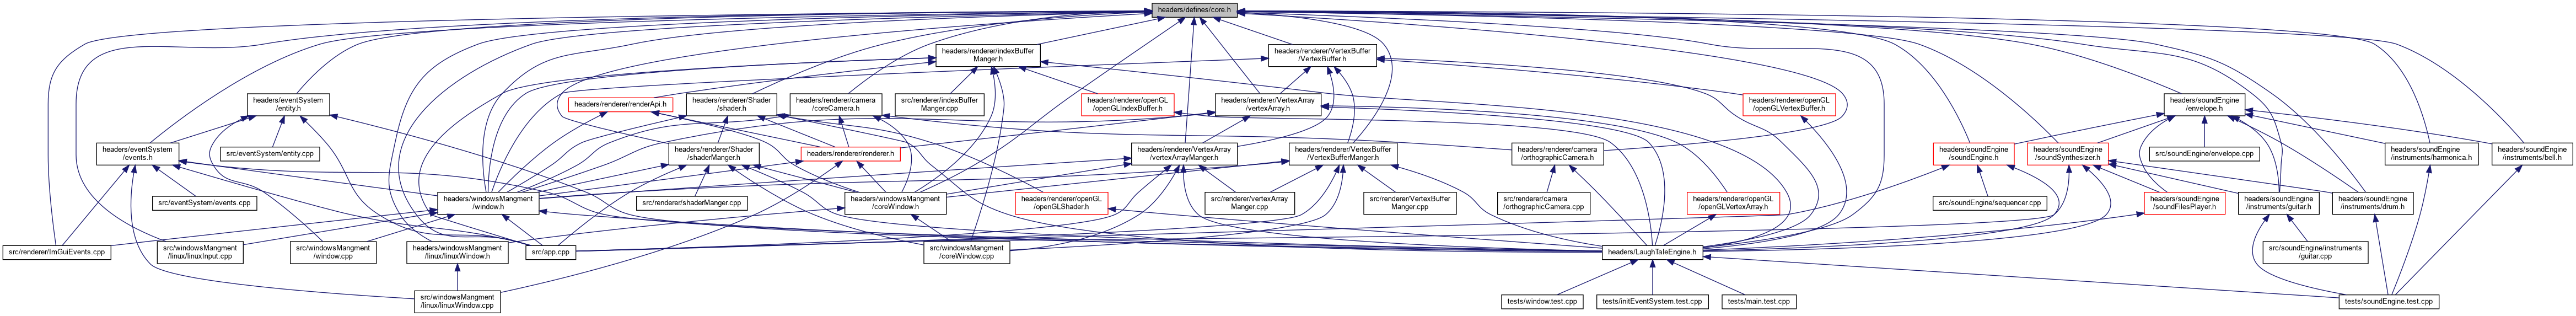 headers/defines/core.h
headers/renderer/indexBuffer
Manger.h
headers/renderer/VertexBuffer
/VertexBuffer.h
headers/eventSystem
/entity.h
headers/renderer/renderApi.h
headers/renderer/Shader
/shader.h
headers/renderer/camera
/coreCamera.h
src/renderer/indexBuffer
Manger.cpp
headers/renderer/openGL
/openGLIndexBuffer.h
headers/renderer/VertexArray
/vertexArray.h
headers/renderer/openGL
/openGLVertexBuffer.h
headers/soundEngine
/envelope.h
headers/eventSystem
/events.h
src/eventSystem/entity.cpp
headers/renderer/Shader
/shaderManger.h
headers/renderer/renderer.h
headers/renderer/VertexArray
/vertexArrayManger.h
headers/renderer/VertexBuffer
/VertexBufferManger.h
headers/renderer/camera
/orthographicCamera.h
headers/soundEngine
/soundEngine.h
headers/soundEngine
/soundSynthesizer.h
src/soundEngine/envelope.cpp
headers/soundEngine
/instruments/harmonica.h
headers/soundEngine
/instruments/bell.h
src/eventSystem/events.cpp
headers/windowsMangment
/window.h
src/renderer/shaderManger.cpp
headers/windowsMangment
/coreWindow.h
headers/renderer/openGL
/openGLShader.h
src/renderer/vertexArray
Manger.cpp
src/renderer/VertexBuffer
Manger.cpp
src/renderer/camera
/orthographicCamera.cpp
headers/renderer/openGL
/openGLVertexArray.h
src/soundEngine/sequencer.cpp
headers/soundEngine
/soundFilesPlayer.h
headers/soundEngine
/instruments/guitar.h
headers/soundEngine
/instruments/drum.h
src/renderer/ImGuiEvents.cpp
src/windowsMangment
/linux/linuxInput.cpp
src/windowsMangment
/window.cpp
headers/windowsMangment
/linux/linuxWindow.h
src/app.cpp
src/windowsMangment
/coreWindow.cpp
headers/LaughTaleEngine.h
src/soundEngine/instruments
/guitar.cpp
src/windowsMangment
/linux/linuxWindow.cpp
tests/window.test.cpp
tests/initEventSystem.test.cpp
tests/main.test.cpp
tests/soundEngine.test.cpp